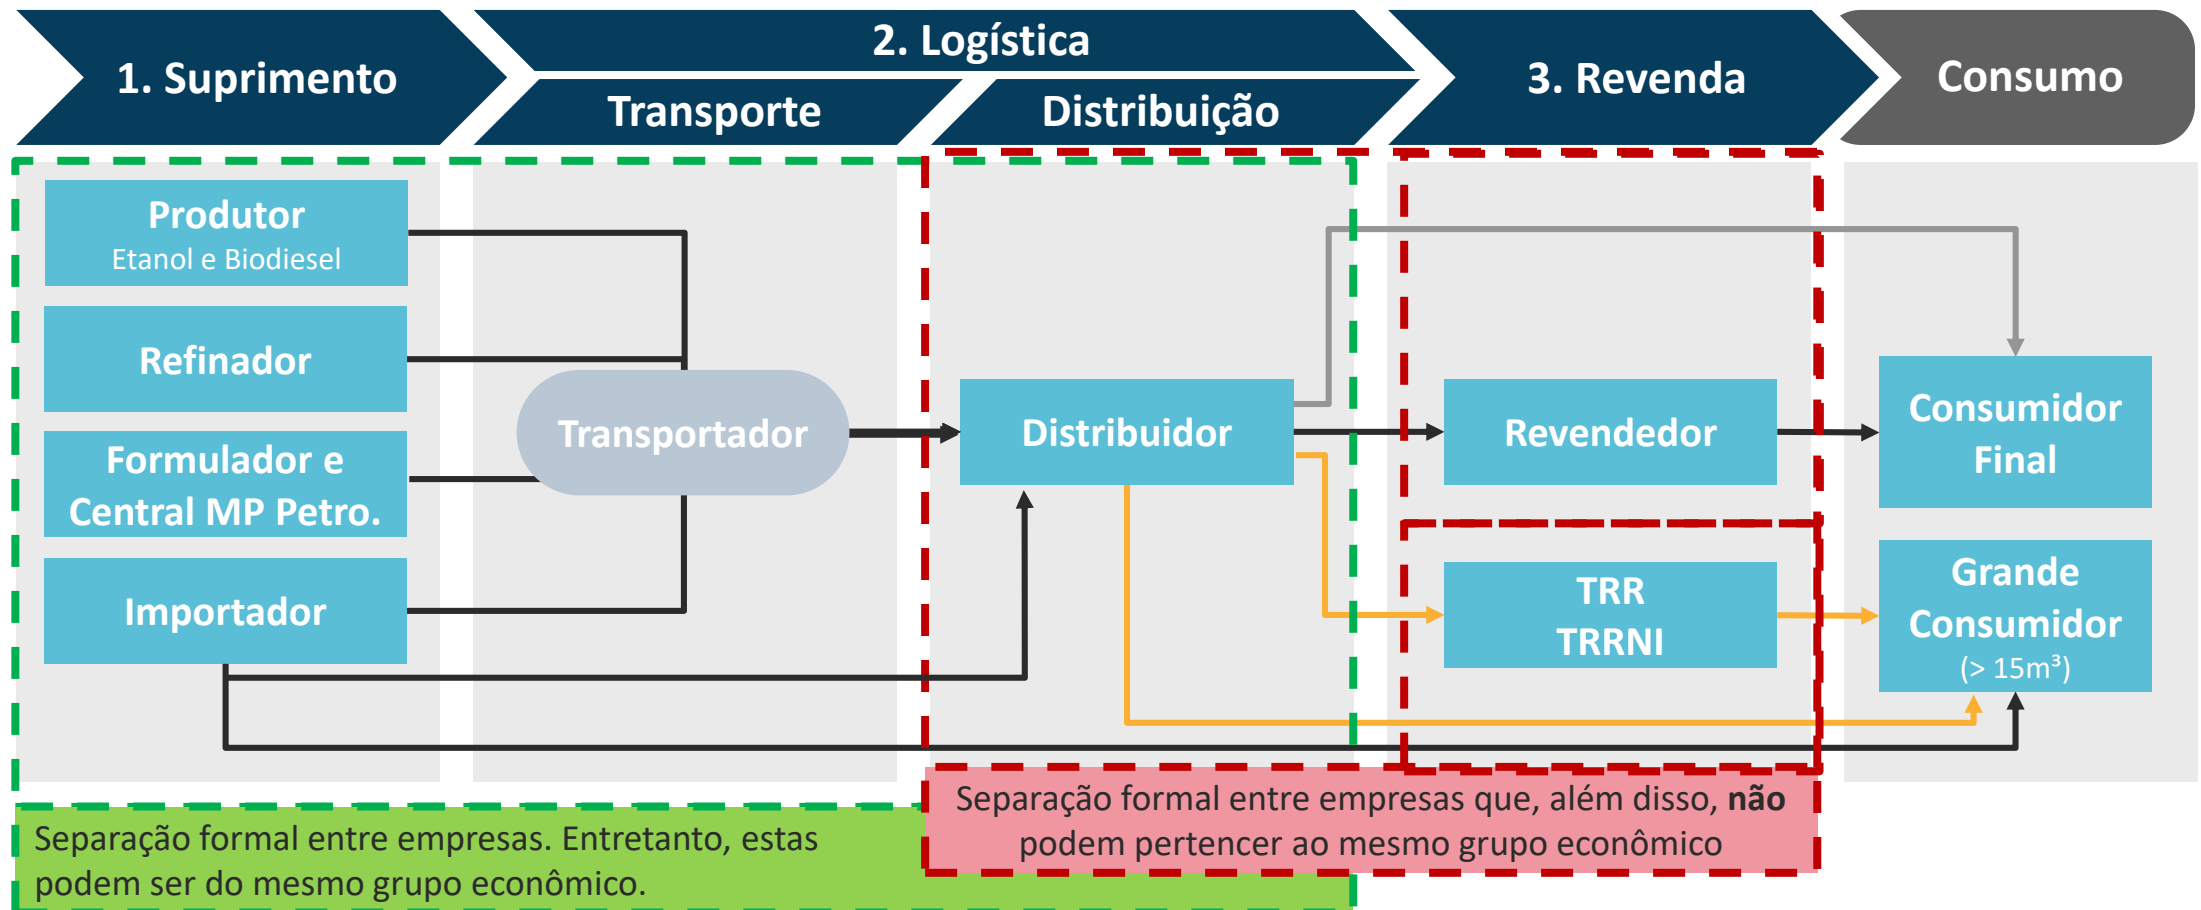 1. Suprimento
2. Logística
Transporte
Distribuição
3. Revenda
Consumo
Produtor
Etanol e Biodiesel
Refinador
Formulador e
Central MP Petro.
Importador
Transportador
Distribuidor
Revendedor
TRR
TRRNI
Consumidor
Final
Grande
Consumidor
(> 15m³)
Separação formal entre empresas que, além disso, não
podem pertencer ao mesmo grupo econômico
Separação formal entre empresas. Entretanto, estas
podem ser do mesmo grupo econômico.